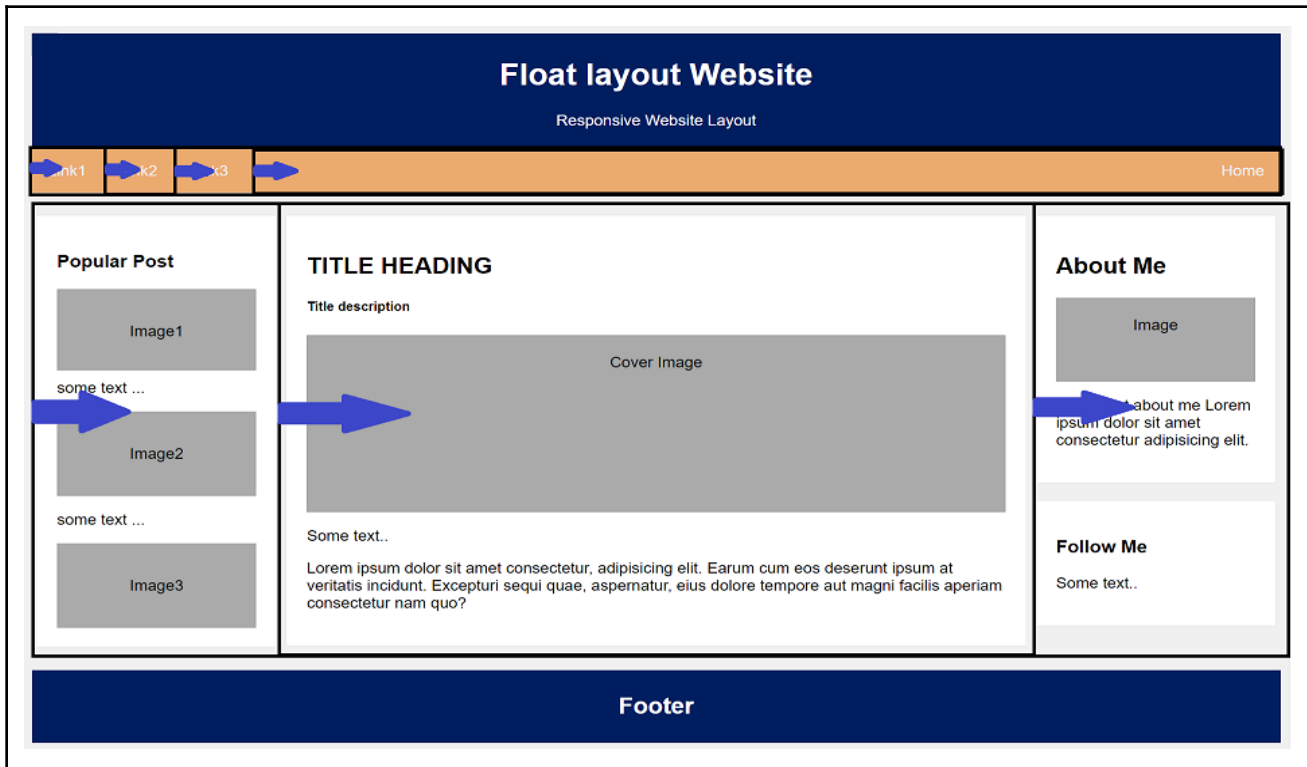 Float layout Website
Responsive Website Layout
Home
Popular Post
Image1
some text ...
Image2
some text ...
Image3
TITLE HEADING
Title description
Cover Image
Some text..
Lorem ipsum dolor sit amet consectetur, adipisicing elit. Earum cum eos deserunt ipsum at
veritatis incidunt. Excepturi sequi quae, aspernatur, eius dolore tempore aut magni facilis aperiam
consectetur nam quo?
About Me
Image
about me Lorem
ipsum dolor sit amet
consectetur adipisicing elit.
Follow Me
Some text..
Footer